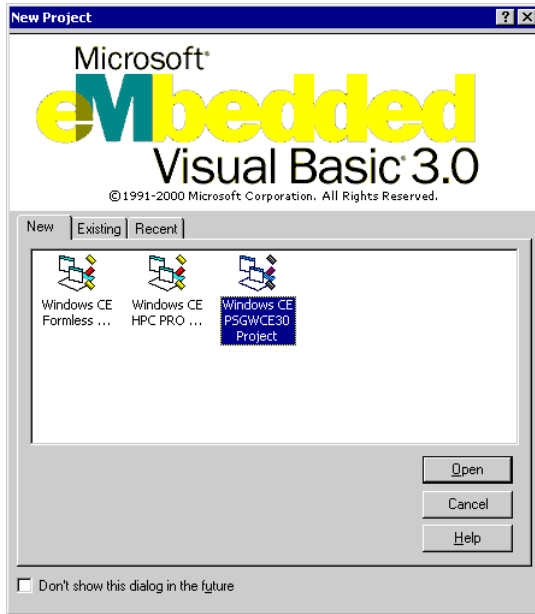 New Project
Microsoft®
eMbedded
Visual Basic® 3.0
©1991-2000 Microsoft Corporation. All Rights Reserved.
New Existing Recent
Windows CE Formless ...
Windows CE HPC PRO ...
Windows CE PSGWCE30 Project
Open
Cancel
Help
Don't show this dialog in the future